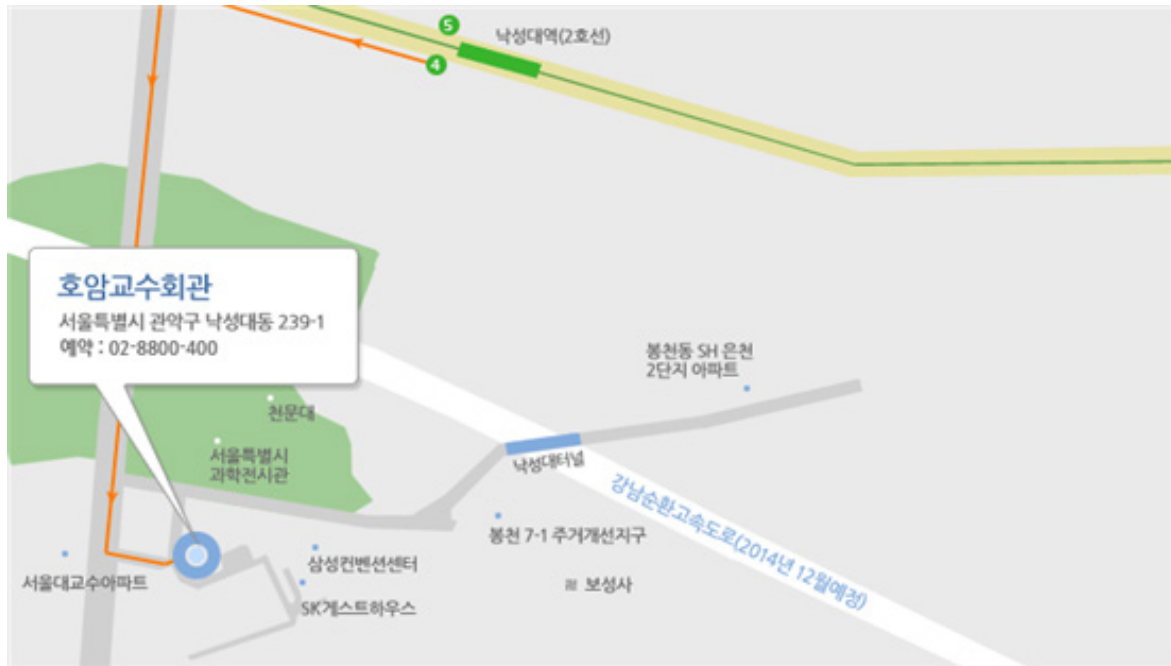 5
낙성대역(2호선)
4
호암교수회관
서울특별시 관악구 낙성대동 239-1
예약 : 02-8800-400
봉천동 SH 은천
2단지 아파트
천문대
서울특별시
과학전시관
낙성대터널
강남순환고속도로(2014년 12월예정)
봉천 7-1 주거개선지구
삼성컨벤션센터
서울대교수아파트
보성사
SK게스트하우스